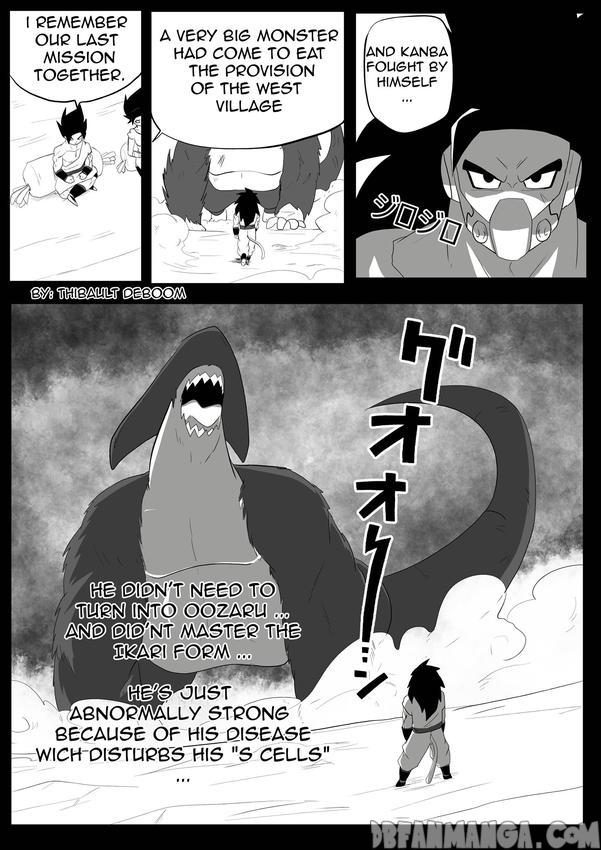 I REMEMBER
OUR LAST
MISSION
TOGETHER.
A VERY BIG MONSTER
HAD COME TO EAT
THE PROVISION
OF THE WEST
VILLAGE
AND KANBA
FOUGHT BY
HIMSELF
...
ジロジロ
BY: THIBAULT DEBOOM
グオオー!
HE DIDN'T NEED TO
TURN INTO OOZARU ...
AND DID'NT MASTER THE
IKARI FORM ...
HE'S JUST
ABNORMALLY STRONG
BECAUSE OF HIS DISEASE
WICH DISTURBS HIS "S CELLS"
...
DBFANMANGA.COM